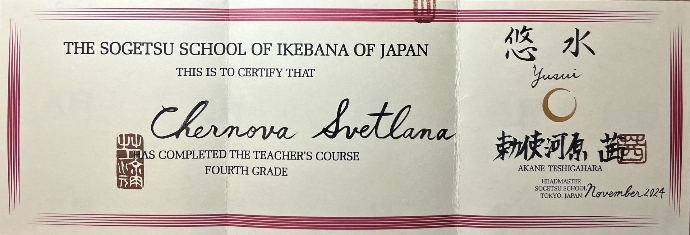 THE SOGETSU SCHOOL OF IKEBANA OF JAPAN
THIS IS TO CERTIFY THAT
Chernova Svetlana
HAS COMPLETED THE TEACHER'S COURSE
FOURTH GRADE
悠水
Yusui
勅使河原 茜
AKANE TESHIGAHARA
HEADMASTER
SOGETSU SCHOOL
TOKYO, JAPAN
November 2024